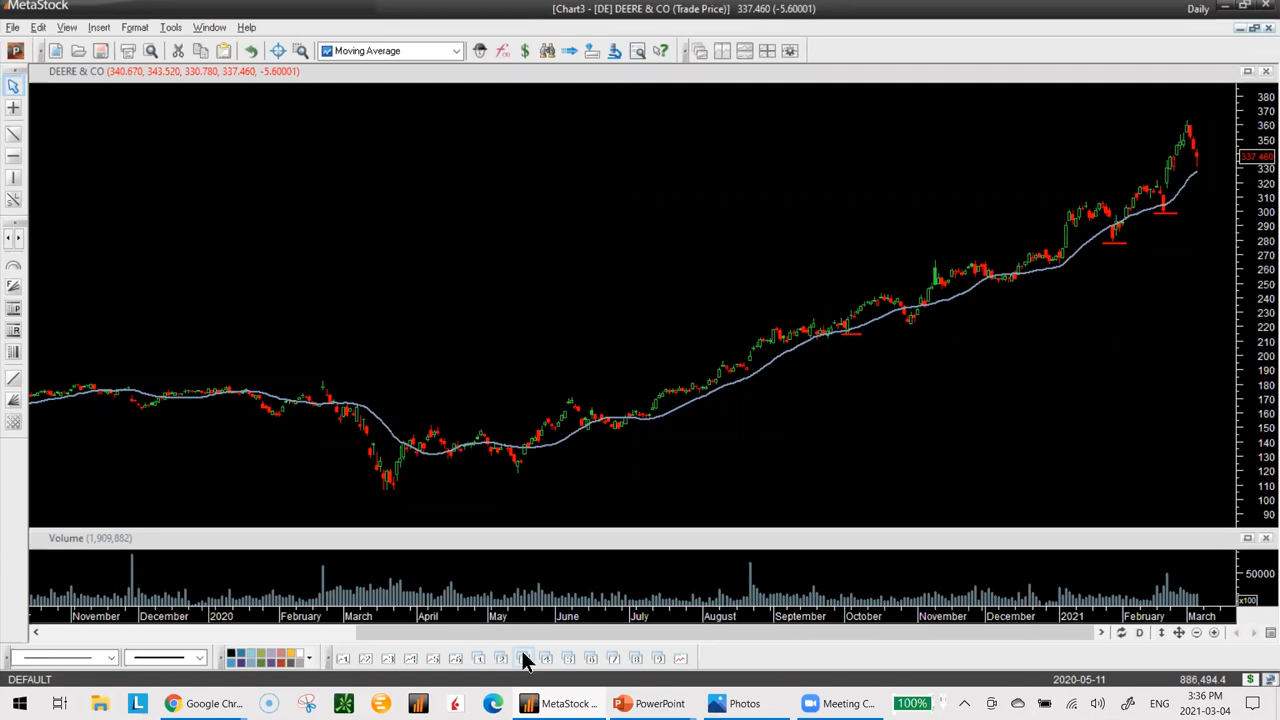 MetaStock
[Chart3 - [DE] DEERE & CO (Trade Price)] 337.460 (-5.60001)
Daily
File Edit View Insert Format Tools Window Help
P
Moving Average
DEERE & CO (340.670, 343.520, 330.780, 337.460, -5.60001)
380
370
360
350
337.460
330
320
310
300
290
280
270
260
250
240
230
220
210
200
190
180
170
160
150
140
130
120
110
100
90
Volume (1,909,882)
50000
x100
November December 2020 February March April May June July August September October November December 2021 February March
D
DEFAULT
2020-05-11
886,494.4
Google Chr...
MetaStock ...
PowerPoint
Photos
Meeting C...
100%
3:36 PM
2021-03-04